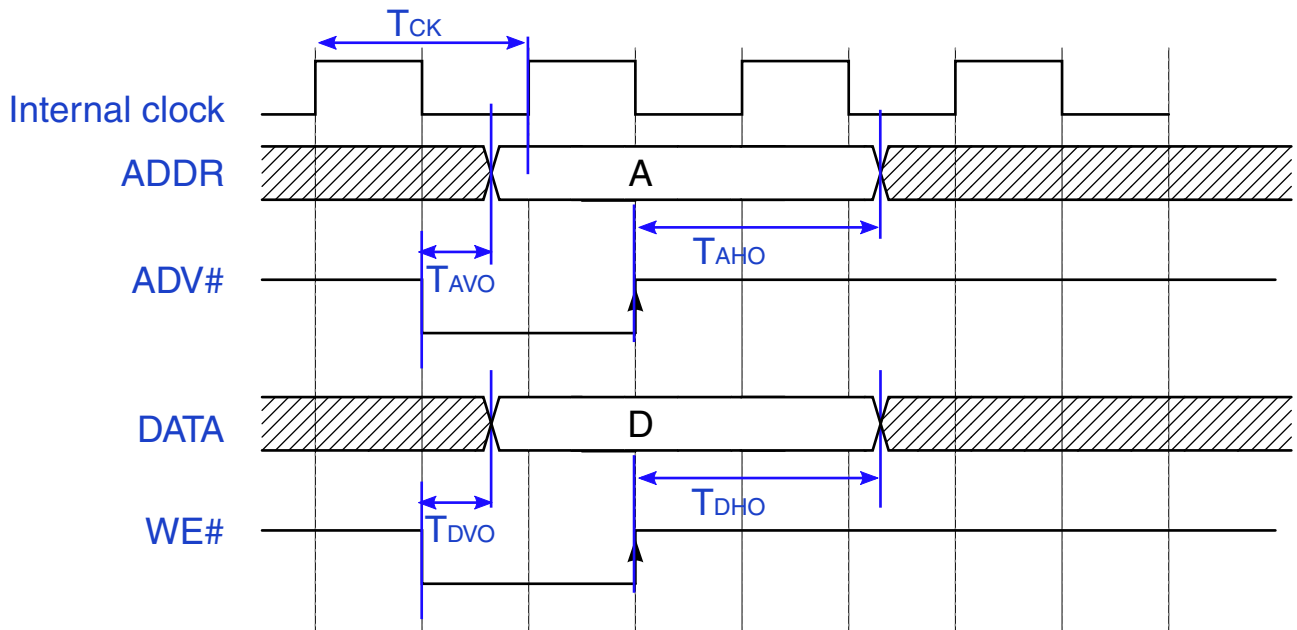 TCK
Internal clock
ADDR
A
TAVO
TAHO
ADV#
DATA
D
TDVO
TDHO
WE#